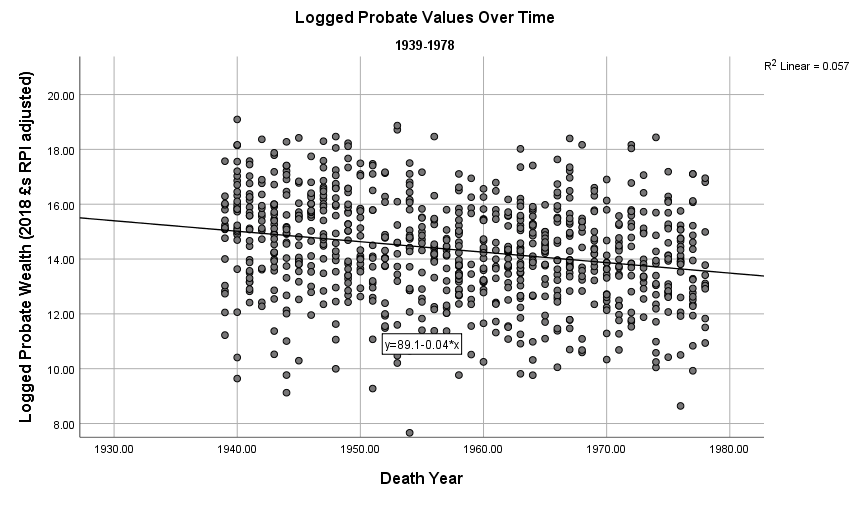 Logged Probate Values Over Time
1939-1978
R2 Linear = 0.057
Logged Probate Wealth (2018 £s RPI adjusted)
20.00
18.00
16.00
14.00
12.00
10.00
8.00
y=89.1-0.04*x
1930.00 1940.00 1950.00 1960.00 1970.00 1980.00
Death Year